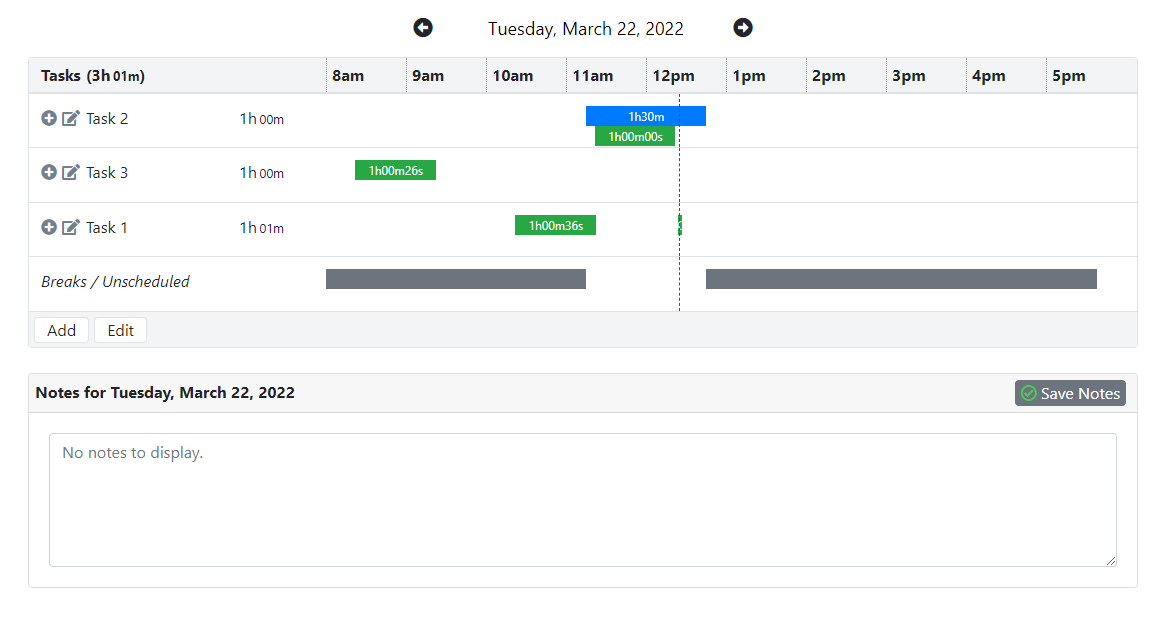 Tuesday, March 22, 2022
Tasks (3h 01m) 8am 9am 10am 11am 12pm 1pm 2pm 3pm 4pm 5pm
Task 2 1h 00m 1h30m
1h00m00s
Task 3 1h 00m 1h00m26s
Task 1 1h 01m 1h00m36s
Breaks / Unscheduled
Add Edit
Notes for Tuesday, March 22, 2022 Save Notes
No notes to display.